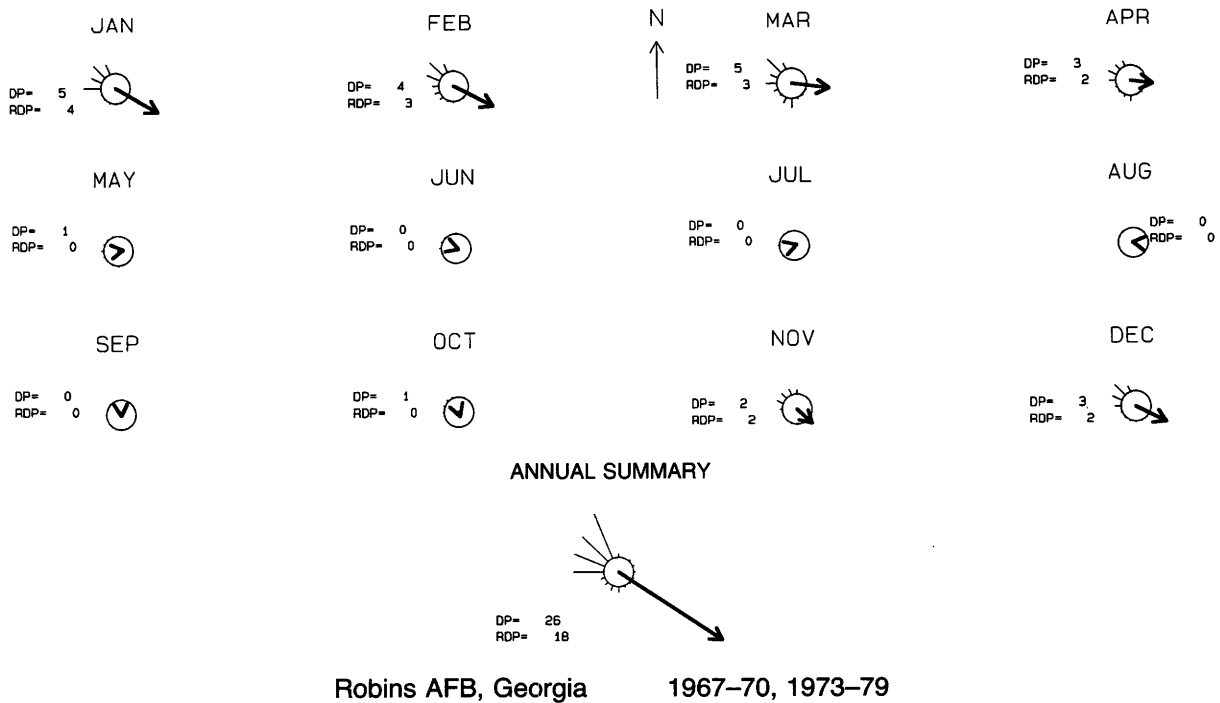 JAN
FEB
N
MAR
APR
DP= 5
RDP= 4
DP= 4
RDP= 3
DP= 5
RDP= 3
DP= 3
RDP= 2
MAY
JUN
JUL
AUG
DP= 1
RDP= 0
DP= 0
RDP= 0
DP= 0
RDP= 0
DP= 0
RDP= 0
SEP
OCT
NOV
DEC
DP= 0
RDP= 0
DP= 1
RDP= 0
DP= 2
RDP= 2
DP= 3
RDP= 2
ANNUAL SUMMARY
DP= 26
RDP= 18
Robins AFB, Georgia 1967–70, 1973–79